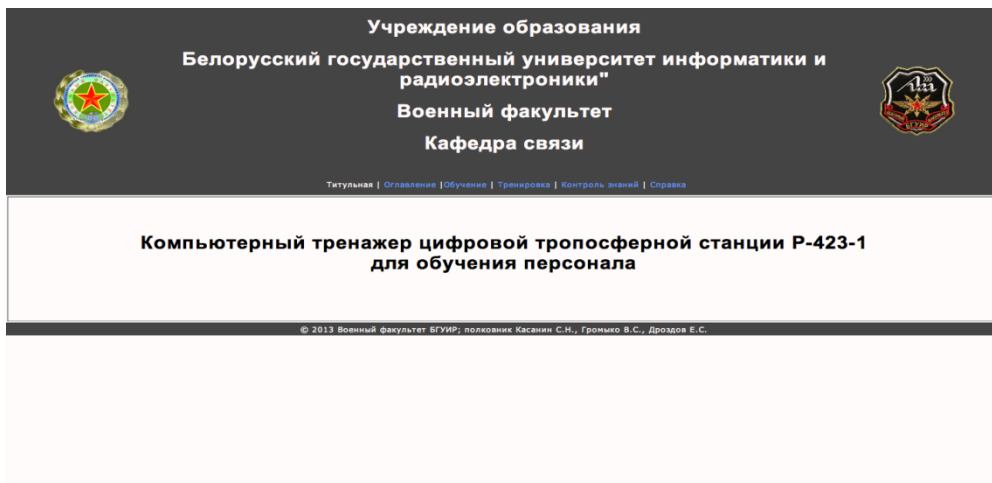 Учреждение образования
Белорусский государственный университет информатики и
радиоэлектроники"
Военный факультет
Кафедра связи
Титульная | Оглавление |Обучение | Тренировка | Контроль знаний | Справка
Компьютерный тренажер цифровой тропосферной станции Р-423-1
для обучения персонала
© 2013 Военный факультет БГУИР; полковник Касанин С.Н., Громыко В.С., Дроздов Е.С.